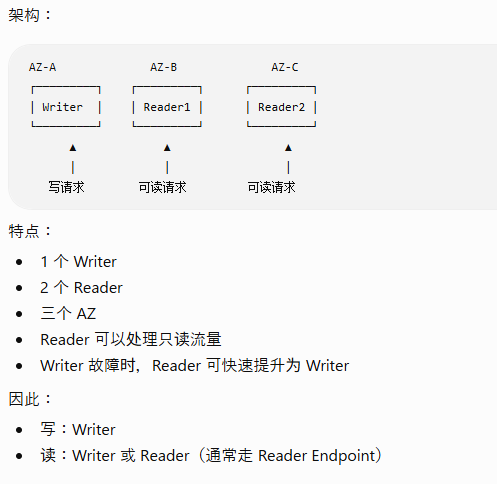 架构：
AZ-A AZ-B AZ-C
Writer Reader1 Reader2
写请求 可读请求 可读请求
特点：
• 1 个 Writer
• 2 个 Reader
• 三个 AZ
• Reader 可以处理只读流量
• Writer 故障时，Reader 可快速提升为 Writer
因此：
• 写：Writer
• 读：Writer 或 Reader（通常走 Reader Endpoint）